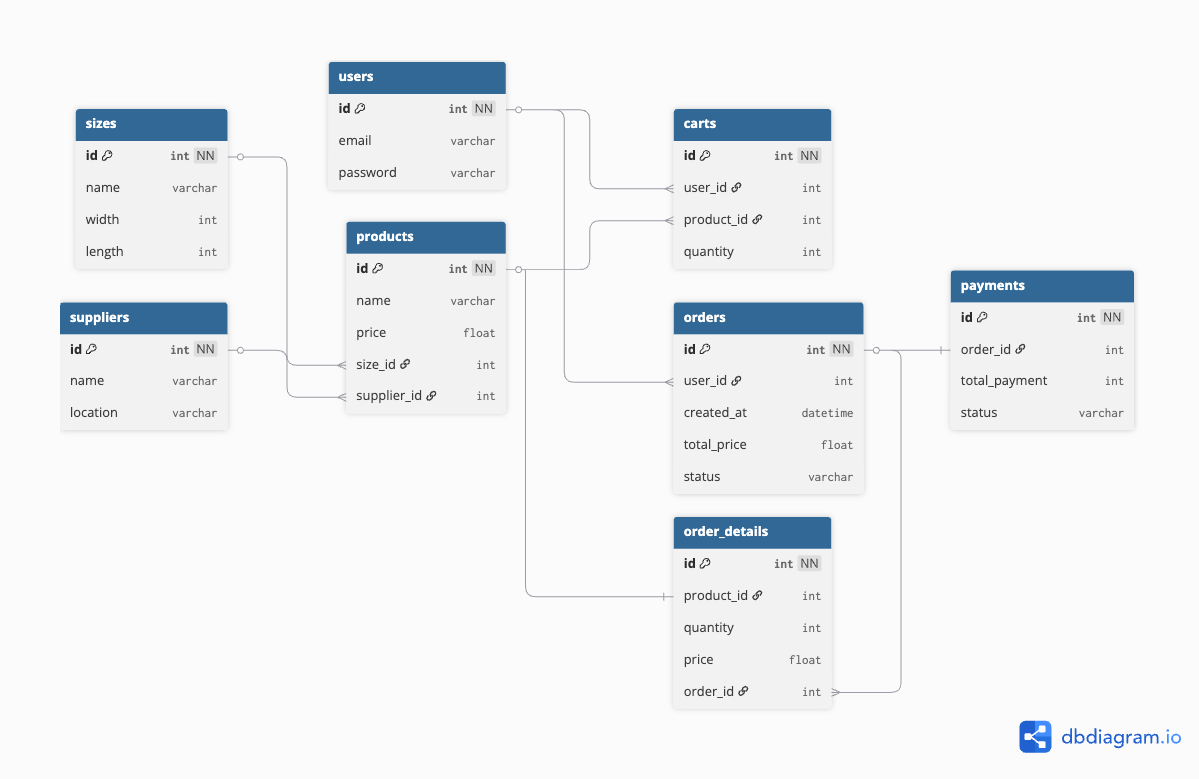 users
id int NN
email varchar
password varchar
sizes
id int NN
name varchar
width int
length int
carts
id int NN
user_id int
product_id int
quantity int
products
id int NN
name varchar
price float
size_id int
supplier_id int
suppliers
id int NN
name varchar
location varchar
orders
id int NN
user_id int
created_at datetime
total_price float
status varchar
payments
id int NN
order_id int
total_payment int
status varchar
order_details
id int NN
product_id int
quantity int
price float
order_id int
dbdiagram.io